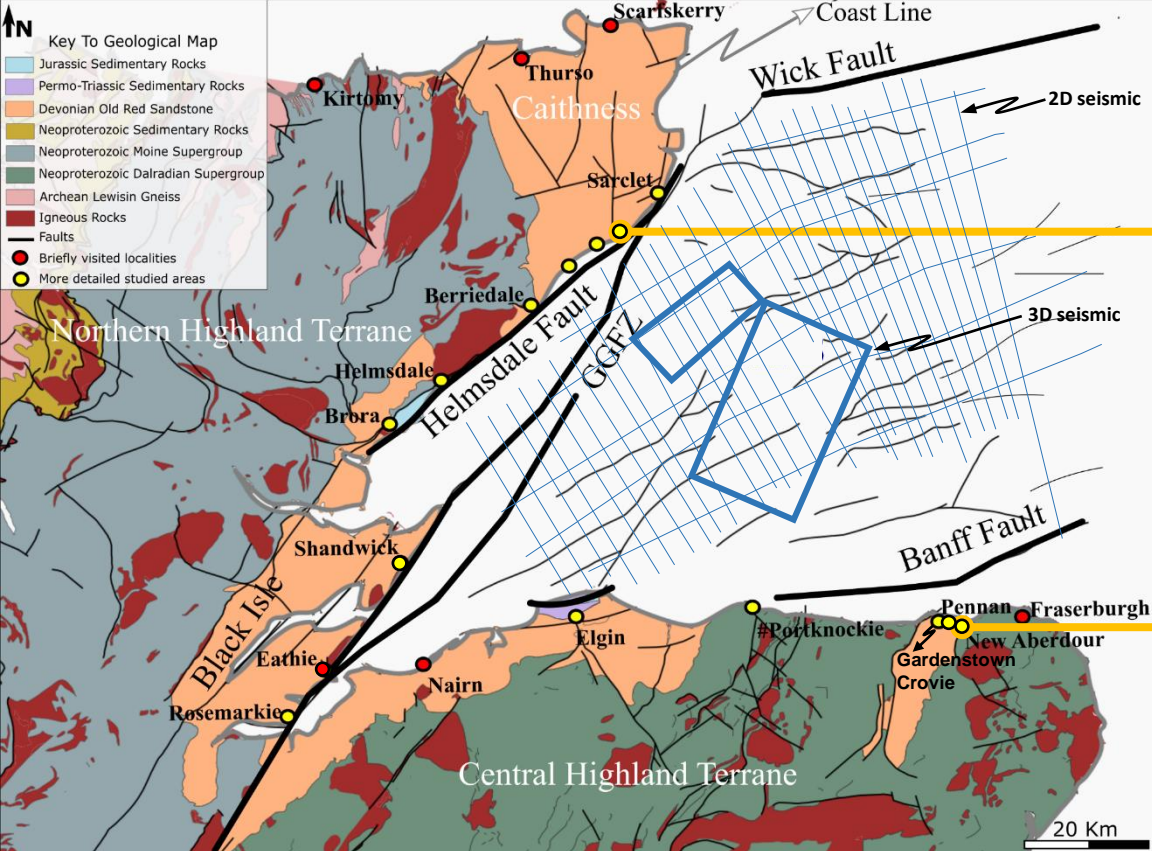 N
Key To Geological Map
Jurassic Sedimentary Rocks
Permo-Triassic Sedimentary Rocks
Devonian Old Red Sandstone
Neoproterozoic Sedimentary Rocks
Neoproterozoic Moine Supergroup
Neoproterozoic Dalradian Supergroup
Archean Lewisin Gneiss
Igneous Rocks
Faults
Briefly visited localities
More detailed studied areas
Scarfskerry
Coast Line
Thurso
Kirtomy
Caithness
Wick Fault
2D seismic
Sarclet
Berriedale
Northern Highland Terrane
Helmsdale Fault
GGFZ
3D seismic
Helmsdale
Brora
Shandwick
Banff Fault
Black Isle
Eathie
Rosemarkie
Nairn
Elgin
#Portknockie
Pennan
Fraserburgh
New Aberdour
Gardenstown
Crovie
Central Highland Terrane
20 Km